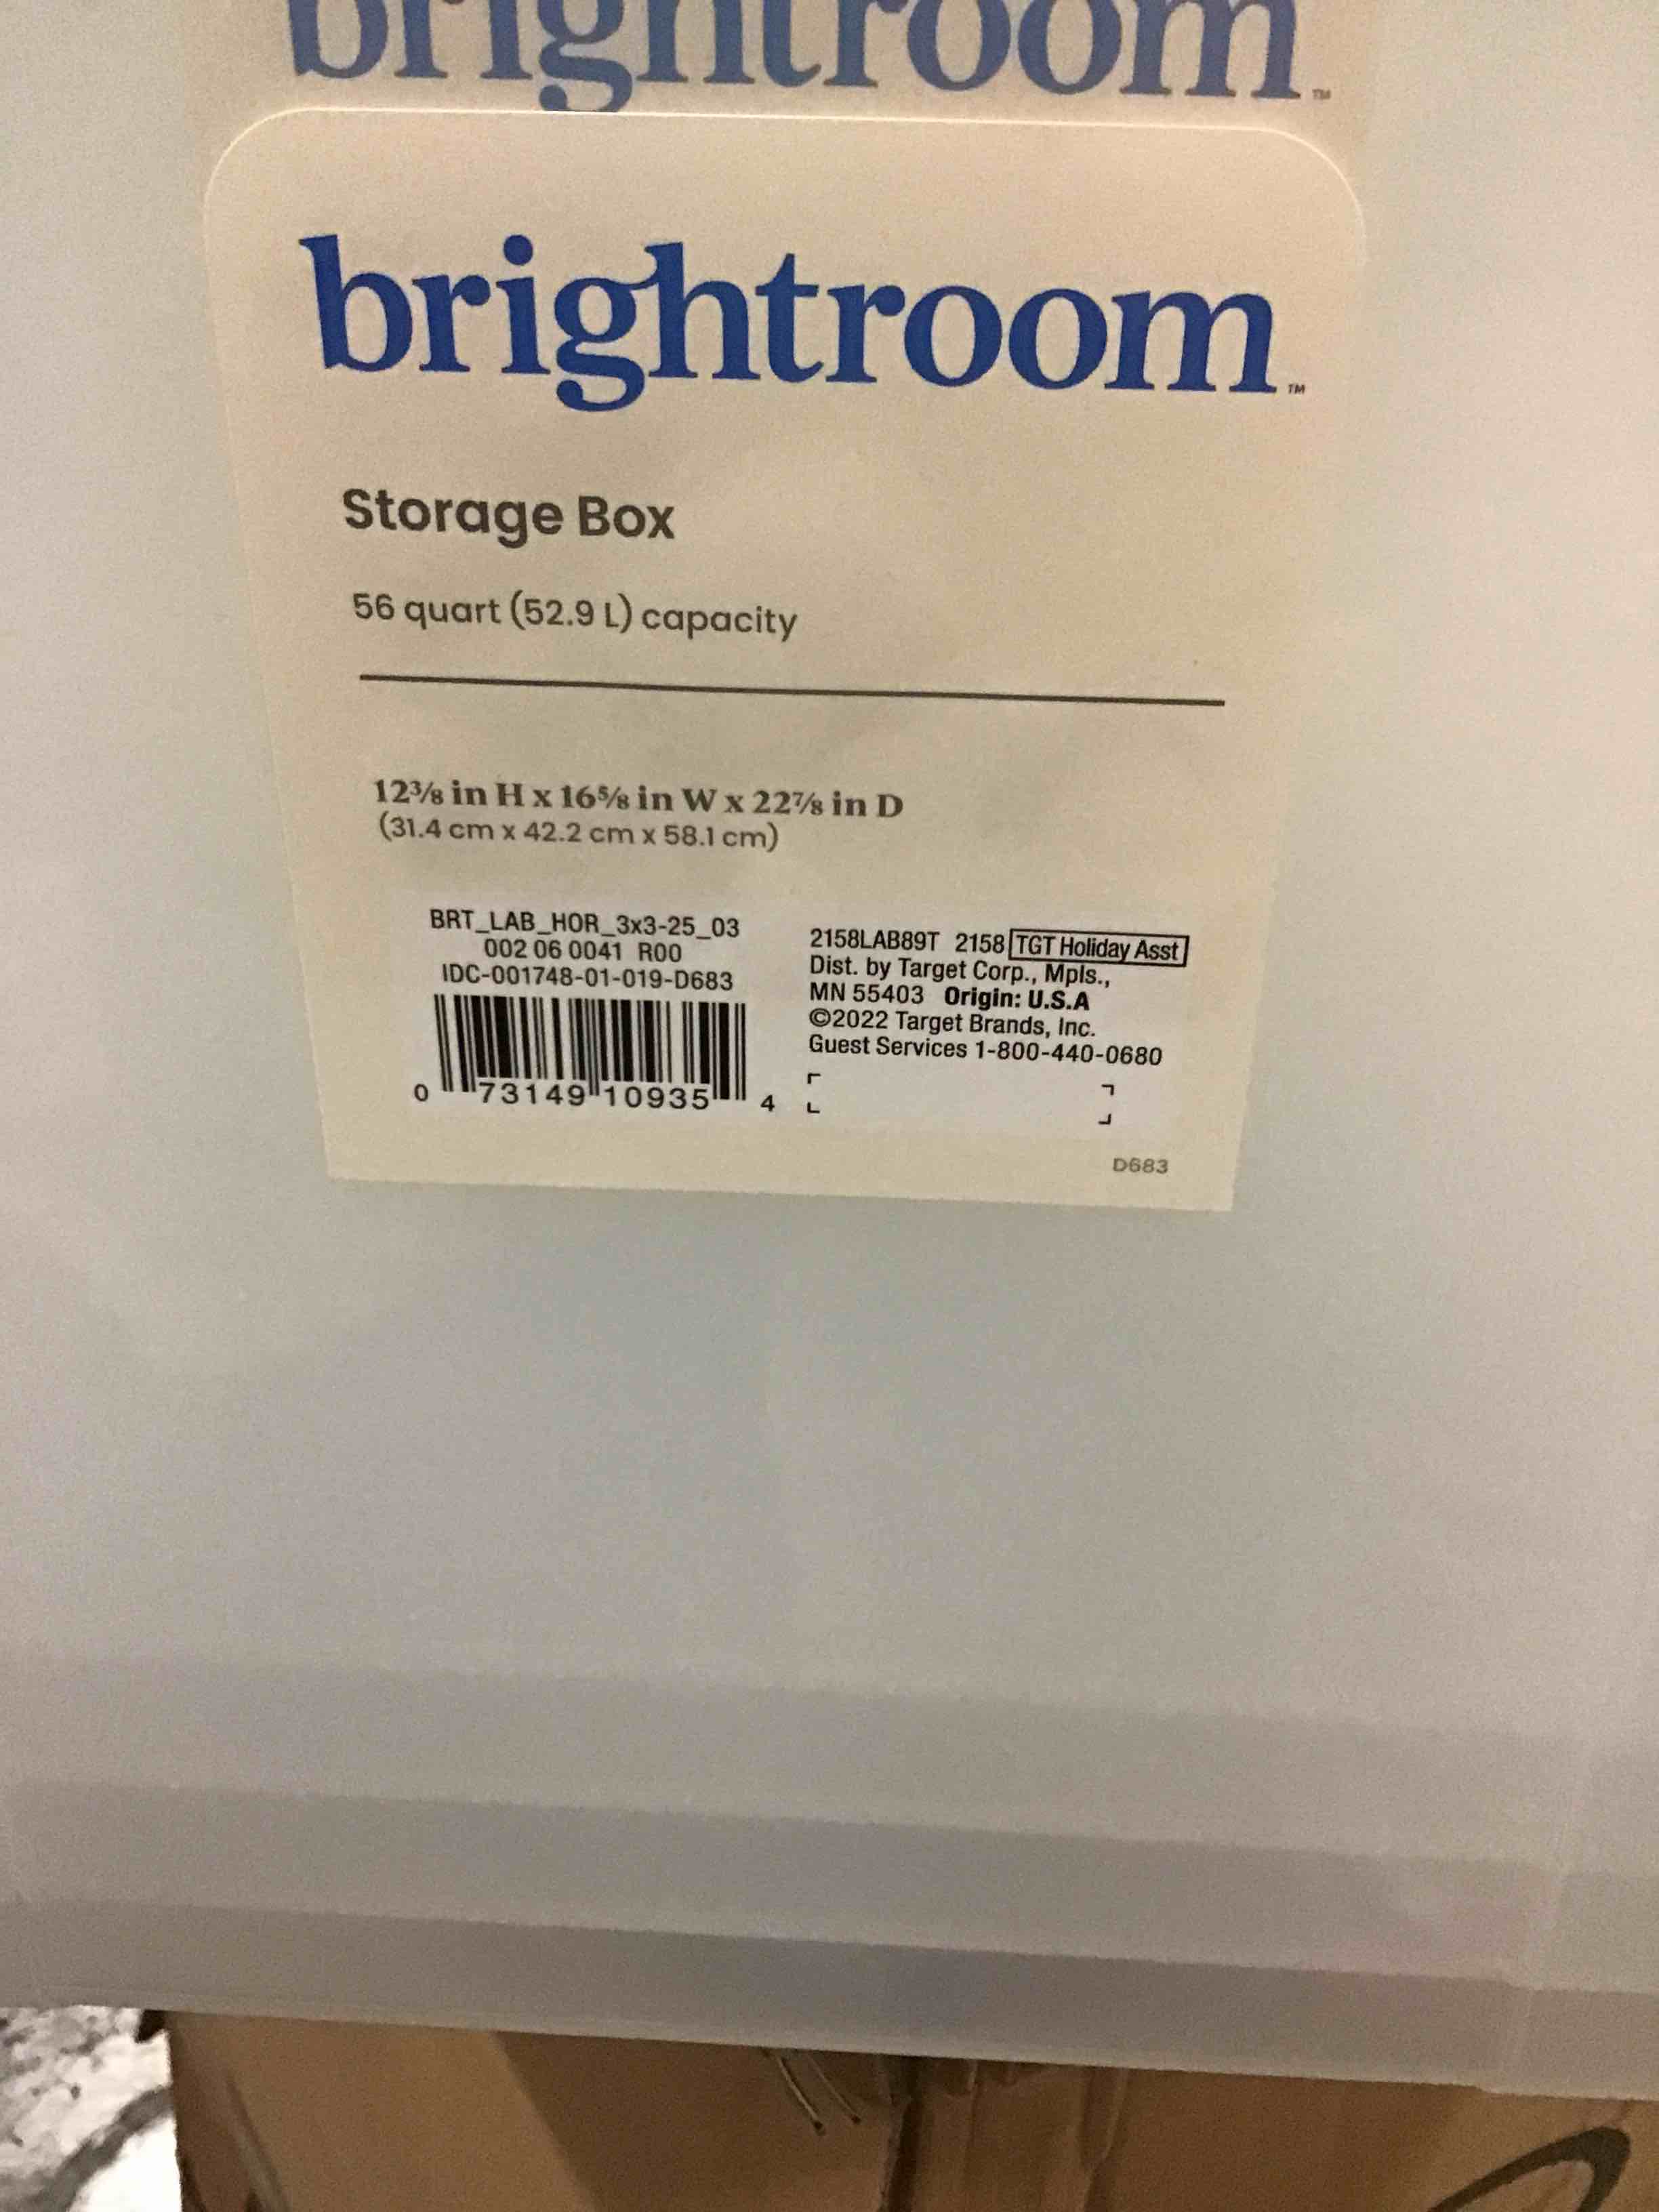 brightroom™
brightroom™
Storage Box
56 quart (52.9 L) capacity
12⅜ in H x 16⅝ in W x 22⅞ in D
(31.4 cm x 42.2 cm x 58.1 cm)
BRT_LAB_HOR_3x3-25_03
002 06 0041 R00
IDC-001748-01-019-D683
0 73149 10935 4
2158LAB89T 2158 TGT Holiday Asst
Dist. by Target Corp., Mpls.,
MN 55403 Origin: U.S.A
©2022 Target Brands, Inc.
Guest Services 1-800-440-0680
D683